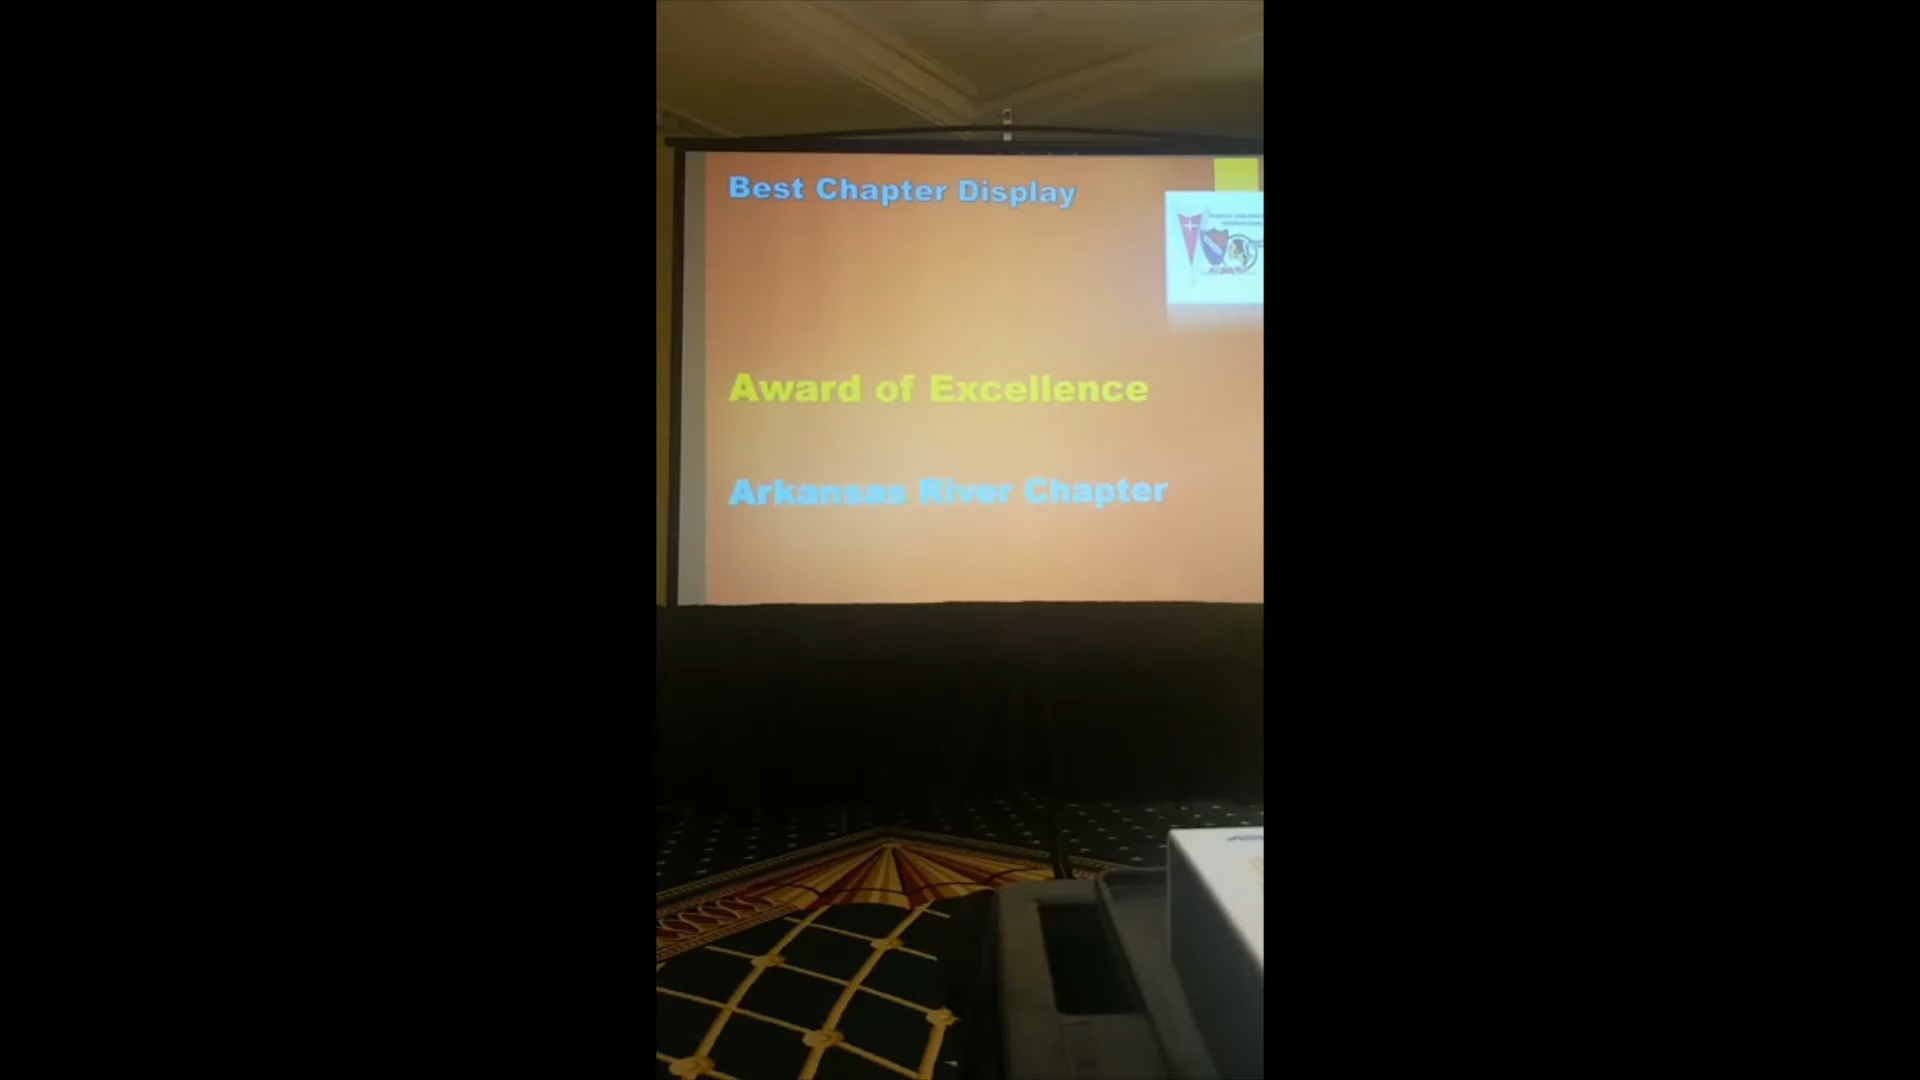 Best Chapter Display
Award of Excellence
Arkansas River Chapter